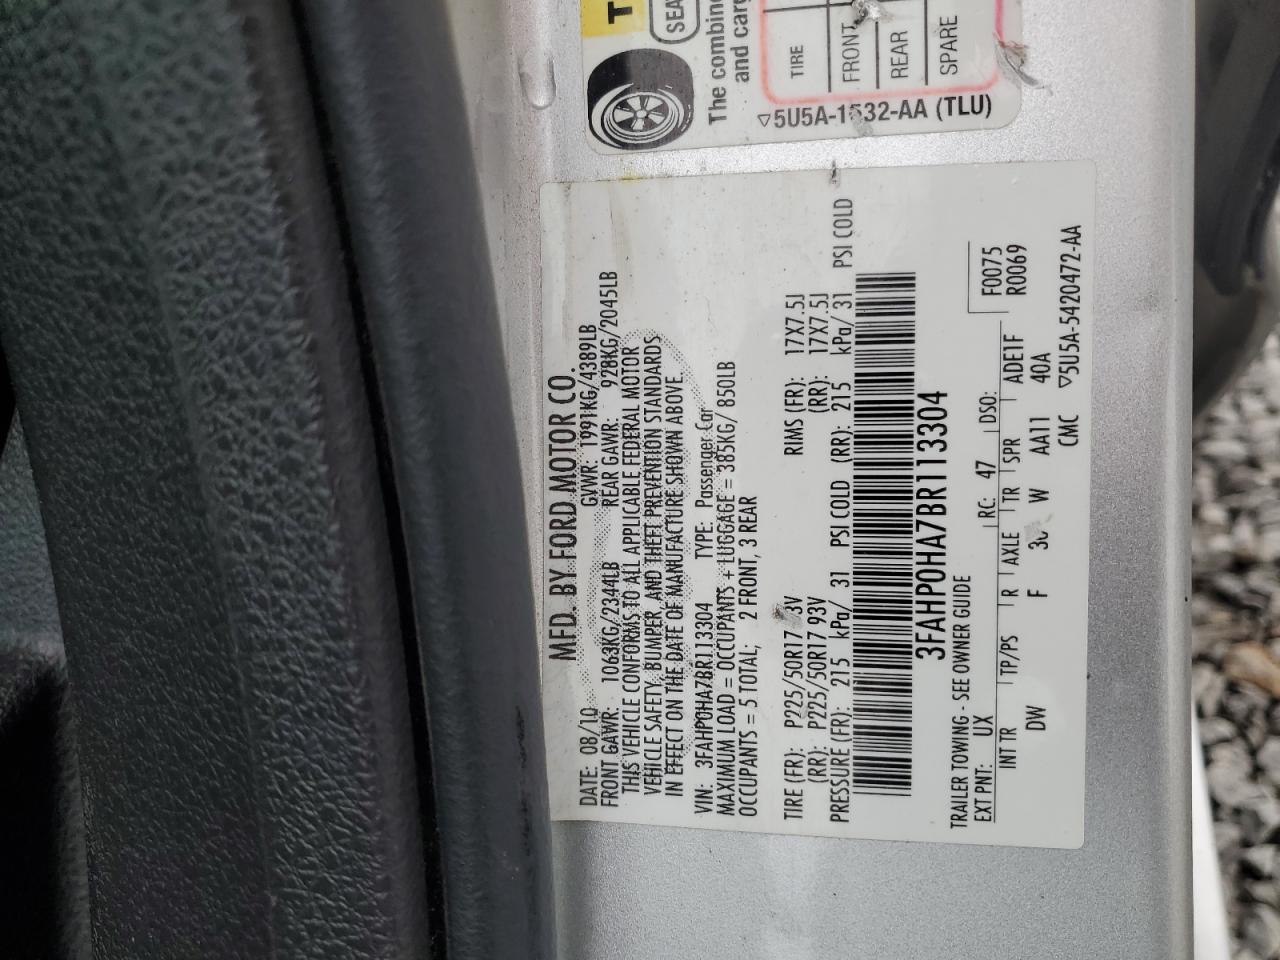 T
SEA
The combine
and carg
TIRE
FRONT
REAR
SPARE
5U5A-1532-AA (TLU)
MFD. BY FORD MOTOR CO.
DATE: 08/10 GVWR: 1991KG/4389LB
FRONT GAWR: 1063KG/2344LB REAR GAWR: 928KG/2045LB
THIS VEHICLE CONFORMS TO ALL APPLICABLE FEDERAL MOTOR
VEHICLE SAFETY, BUMPER, AND THEFT PREVENTION STANDARDS
IN EFFECT ON THE DATE OF MANUFACTURE SHOWN ABOVE.
VIN: 3FAHP0HA7BR113304 TYPE: Passenger Car
MAXIMUM LOAD = OCCUPANTS + LUGGAGE = 385KG/ 850LB
OCCUPANTS = 5 TOTAL; 2 FRONT, 3 REAR
TIRE (FR): P225/50R17 3V RIMS (FR): 17X7.5J
(RR): P225/50R17 93V (RR): 17X7.5J
PRESSURE (FR): 215 kPa/ 31 PSI COLD (RR): 215 kPa/ 31 PSI COLD
3FAHP0HA7BR113304
TRAILER TOWING - SEE OWNER GUIDE
F0075
R0069
EXT PNT: UX RC: 47 DSO:
INT TR TP/PS R AXLE TR SPR ADE1F
DW F W AA11 40A
CMC 5U5A-5420472-AA